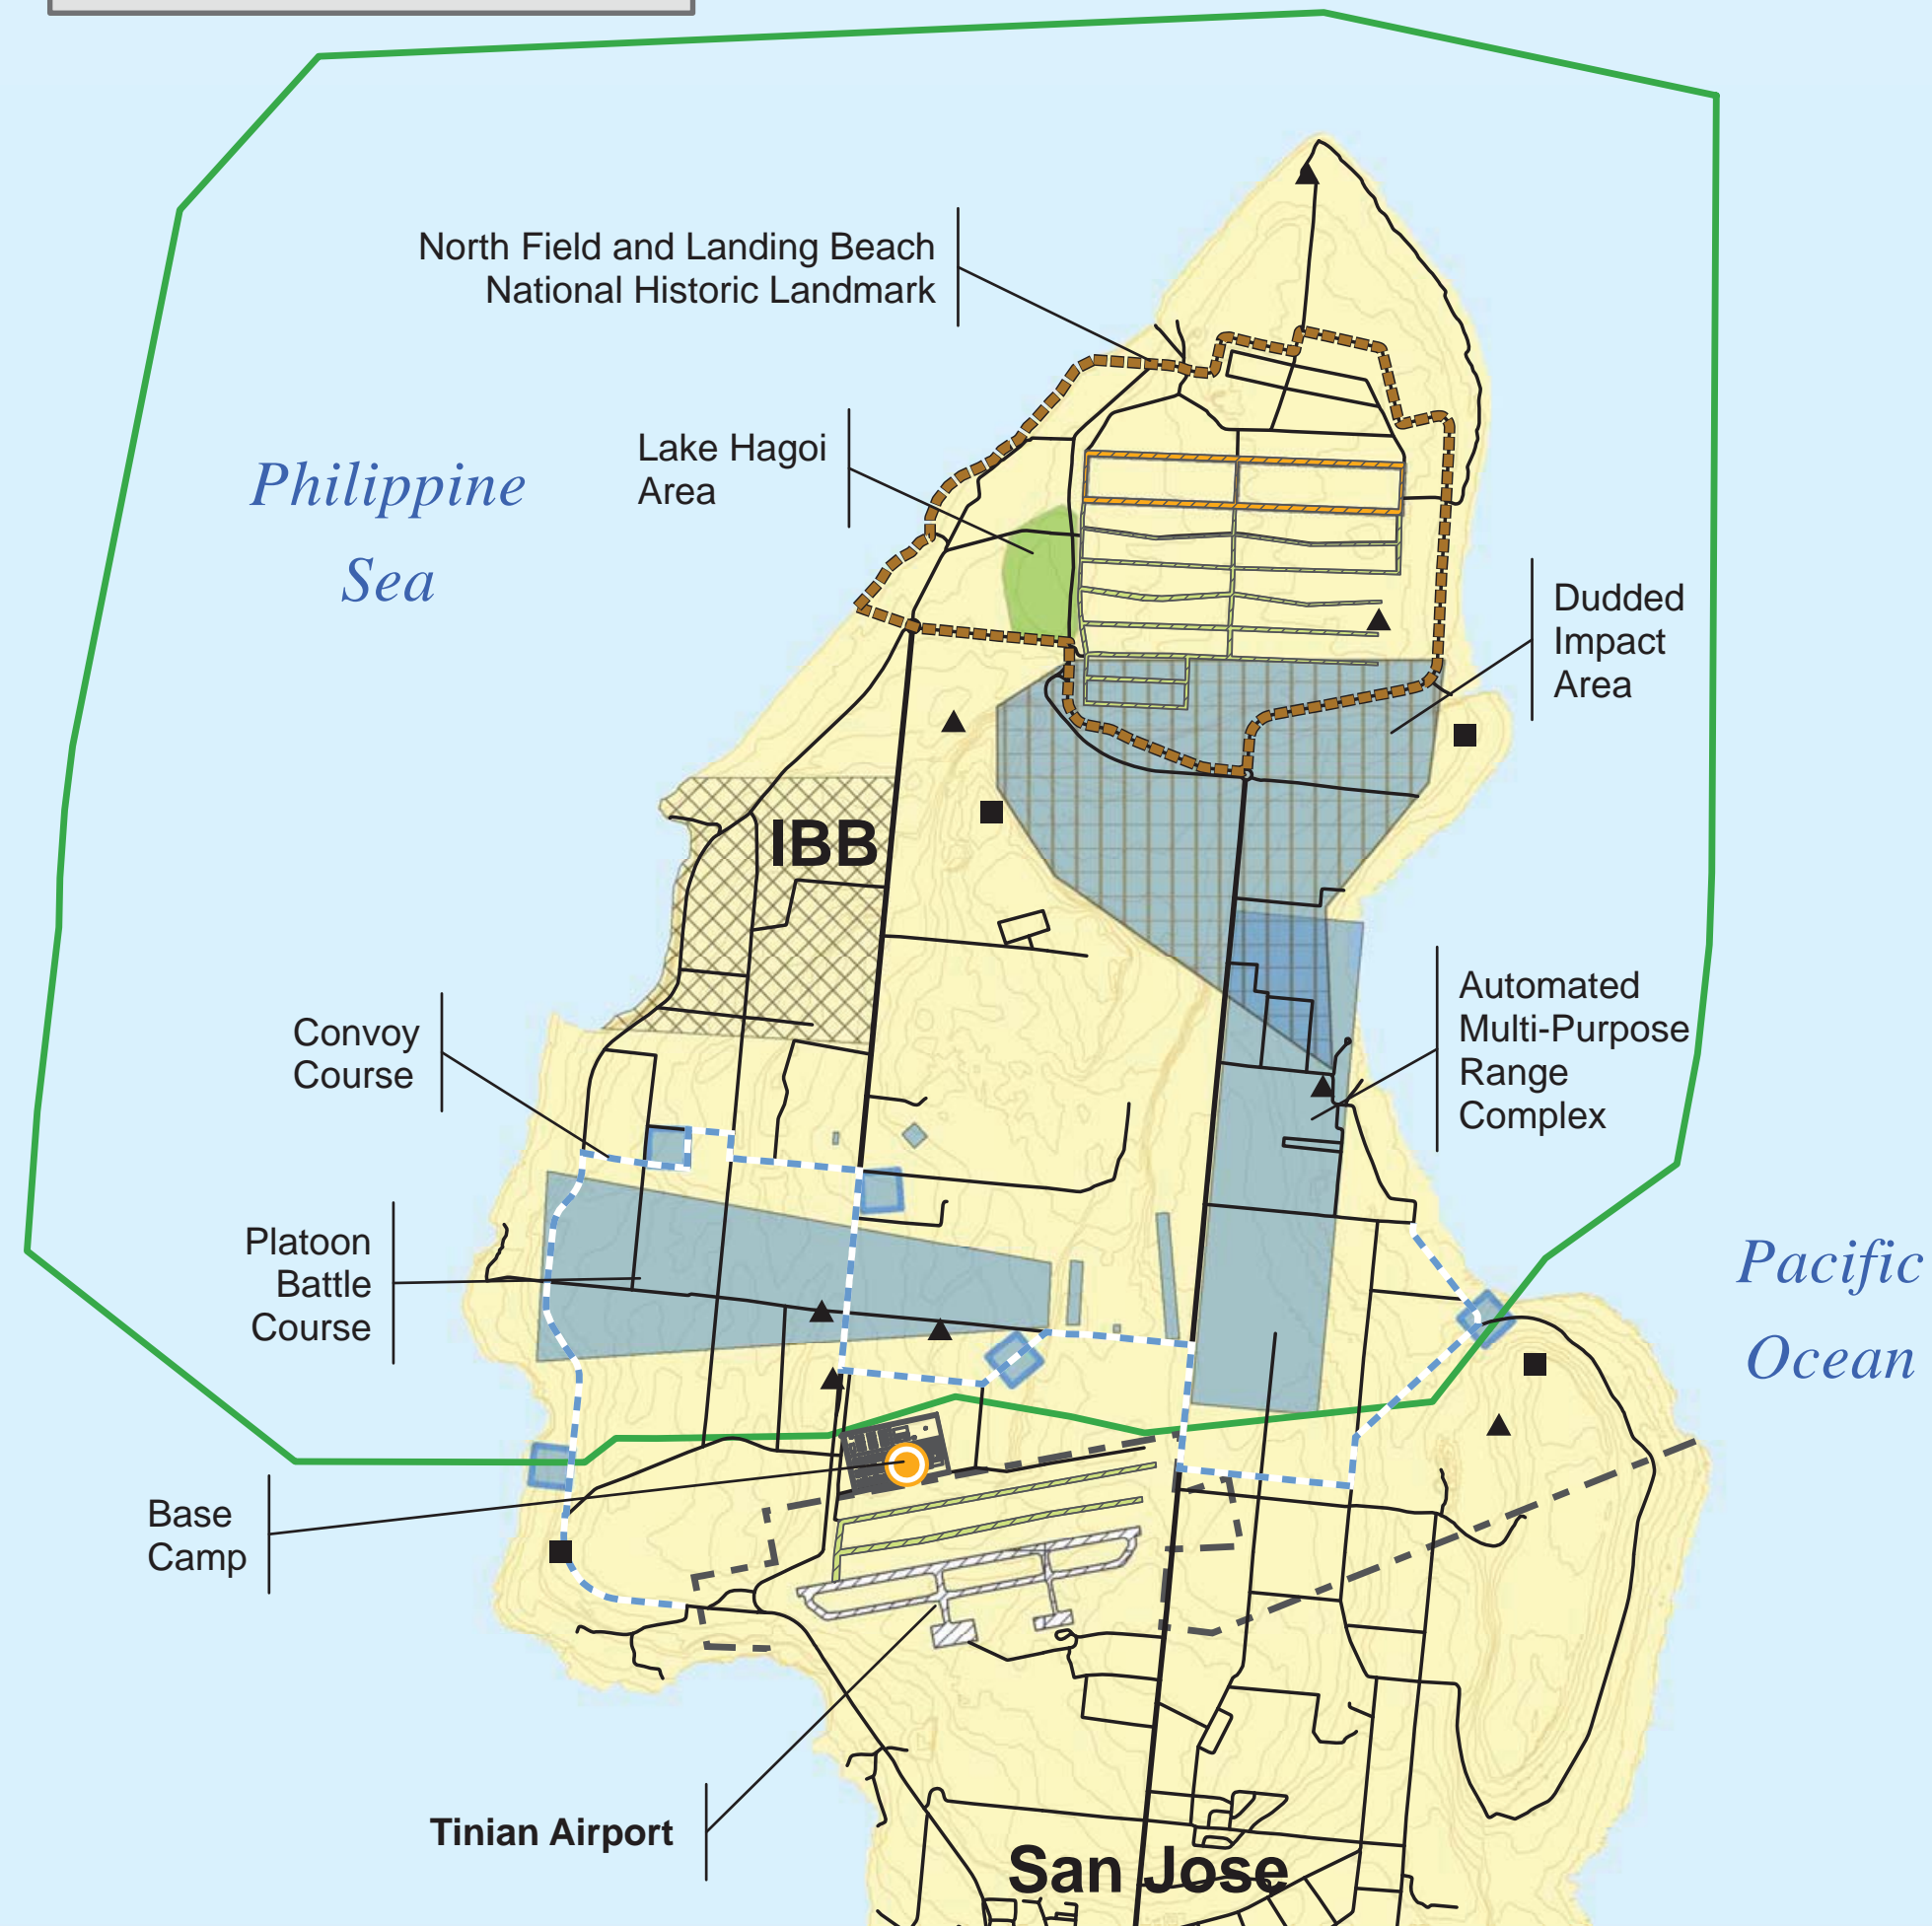 North Field and Landing Beach
National Historic Landmark
Lake Hagoi
Area
Philippine
Sea
Dudded
Impact
Area
IBB
Automated
Multi-Purpose
Range
Complex
Convoy
Course
Platoon
Battle
Course
Pacific
Ocean
Base
Camp
Tinian Airport
San Jose